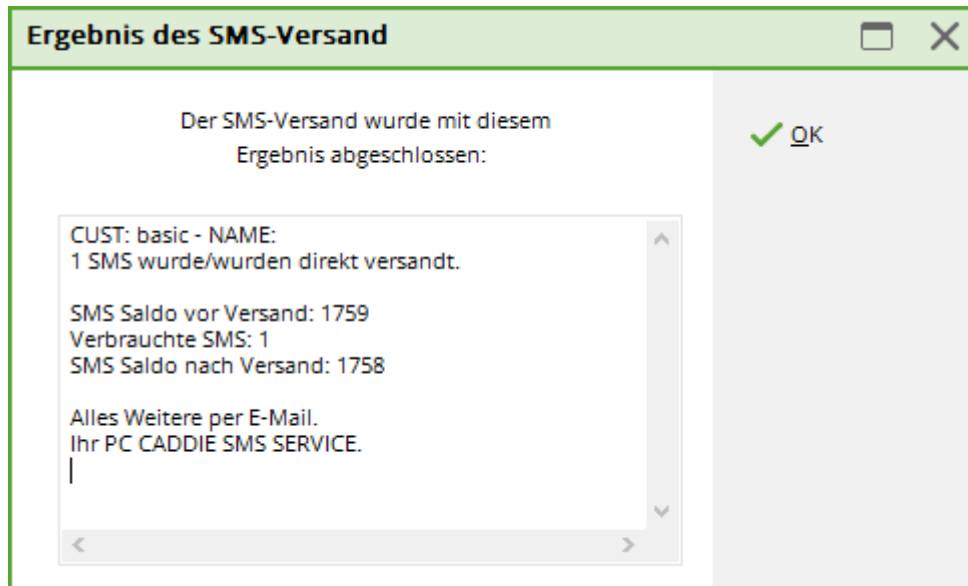 Ergebnis des SMS-Versand
Der SMS-Versand wurde mit diesem
Ergebnis abgeschlossen:
OK
CUST: basic - NAME:
1 SMS wurde/wurden direkt versandt.
SMS Saldo vor Versand: 1759
Verbrauchte SMS: 1
SMS Saldo nach Versand: 1758
Alles Weitere per E-Mail.
Ihr PC CADDIE SMS SERVICE.